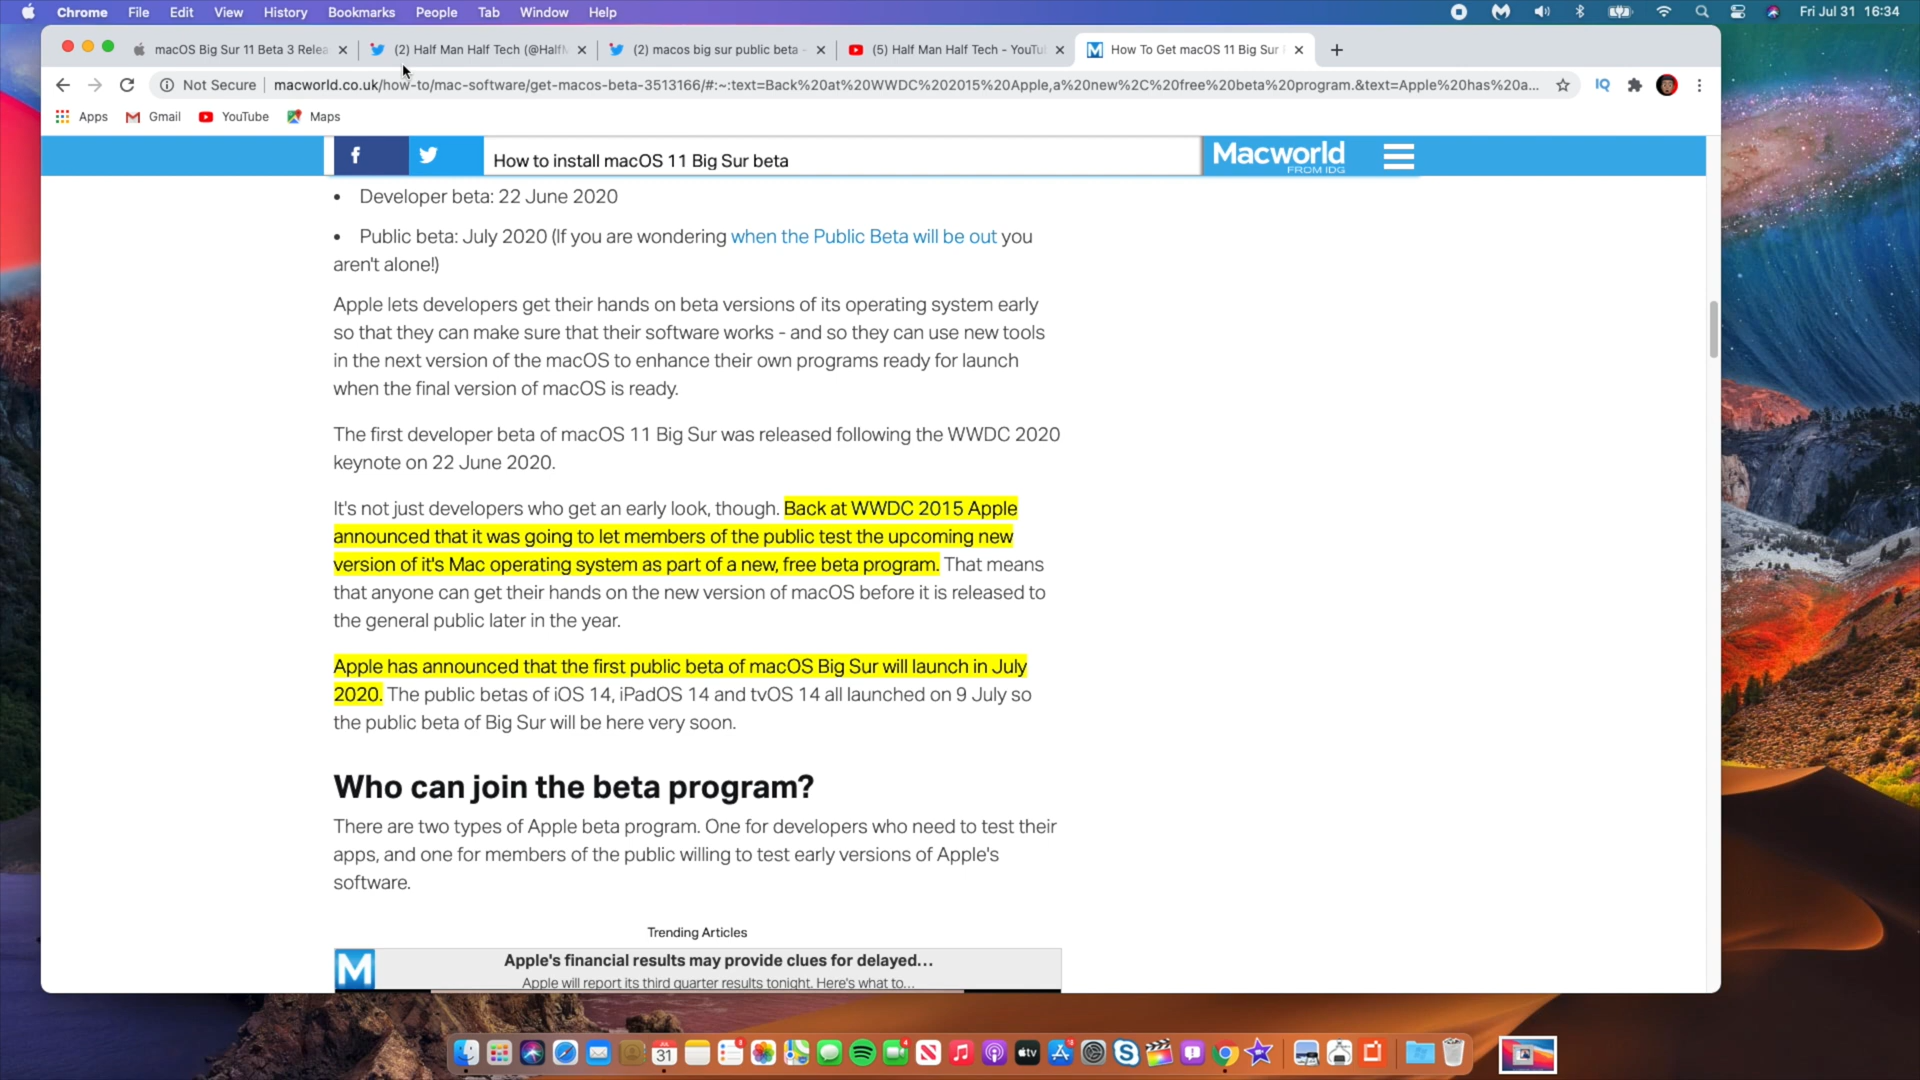 Chrome File Edit View History Bookmarks People Tab Window Help Fri Jul 31 16:34
macOS Big Sur 11 Beta 3 Relea (2) Half Man Half Tech (@HalfM (2) macos big sur public beta - (5) Half Man Half Tech - YouTu How To Get macOS 11 Big Sur
Not Secure macworld.co.uk/how-to/mac-software/get-macos-beta-3513166/#:~:text=Back%20at%20WWDC%202015%20Apple,a%20new%2C%20free%20beta%20program.&text=Apple%20has%20a...
Apps Gmail YouTube Maps
How to install macOS 11 Big Sur beta Macworld
FROM IDG
• Developer beta: 22 June 2020
• Public beta: July 2020 (If you are wondering when the Public Beta will be out you
aren't alone!)
Apple lets developers get their hands on beta versions of its operating system early
so that they can make sure that their software works - and so they can use new tools
in the next version of the macOS to enhance their own programs ready for launch
when the final version of macOS is ready.
The first developer beta of macOS 11 Big Sur was released following the WWDC 2020
keynote on 22 June 2020.
It's not just developers who get an early look, though. Back at WWDC 2015 Apple
announced that it was going to let members of the public test the upcoming new
version of it's Mac operating system as part of a new, free beta program. That means
that anyone can get their hands on the new version of macOS before it is released to
the general public later in the year.
Apple has announced that the first public beta of macOS Big Sur will launch in July
2020. The public betas of iOS 14, iPadOS 14 and tvOS 14 all launched on 9 July so
the public beta of Big Sur will be here very soon.
Who can join the beta program?
There are two types of Apple beta program. One for developers who need to test their
apps, and one for members of the public willing to test early versions of Apple's
software.
Trending Articles
M Apple's financial results may provide clues for delayed...
Apple will report its third quarter results tonight. Here's what to...
31 tv